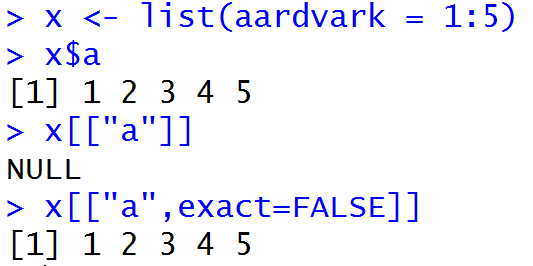 > x <- list(aardvark = 1:5)
> x$a
[1] 1 2 3 4 5
> x[["a"]]
NULL
> x[["a",exact=FALSE]]
[1] 1 2 3 4 5